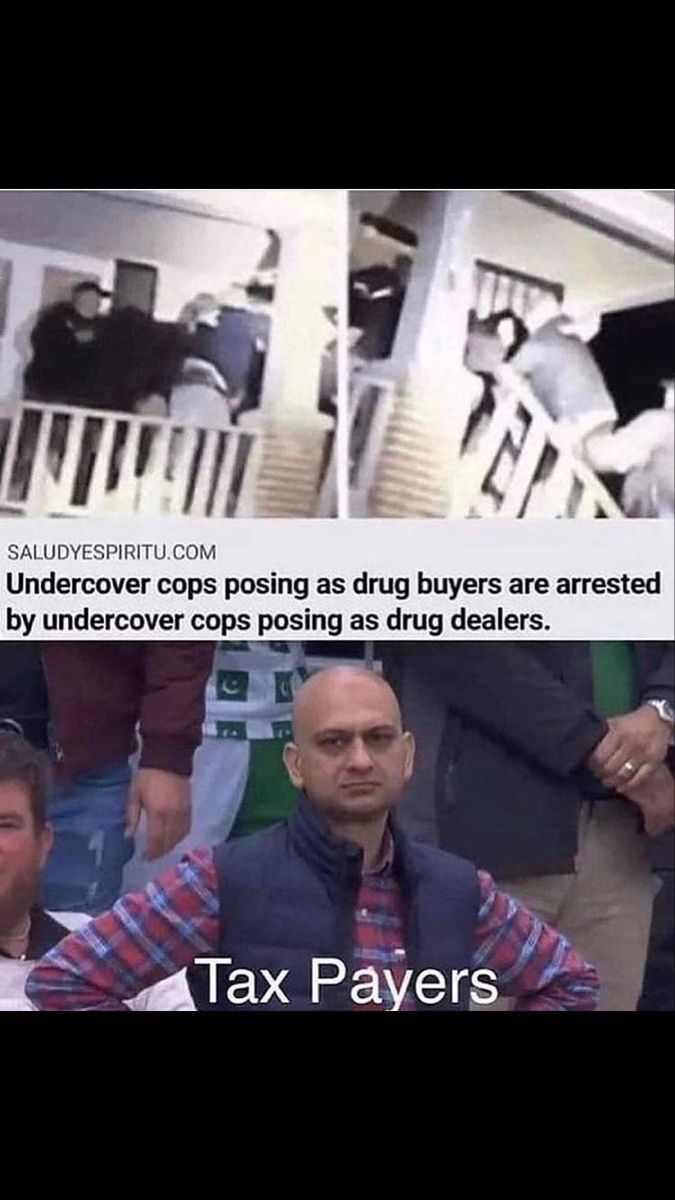 SALUDYESPIRITU.COM
Undercover cops posing as drug buyers are arrested
by undercover cops posing as drug dealers.
Tax Payers